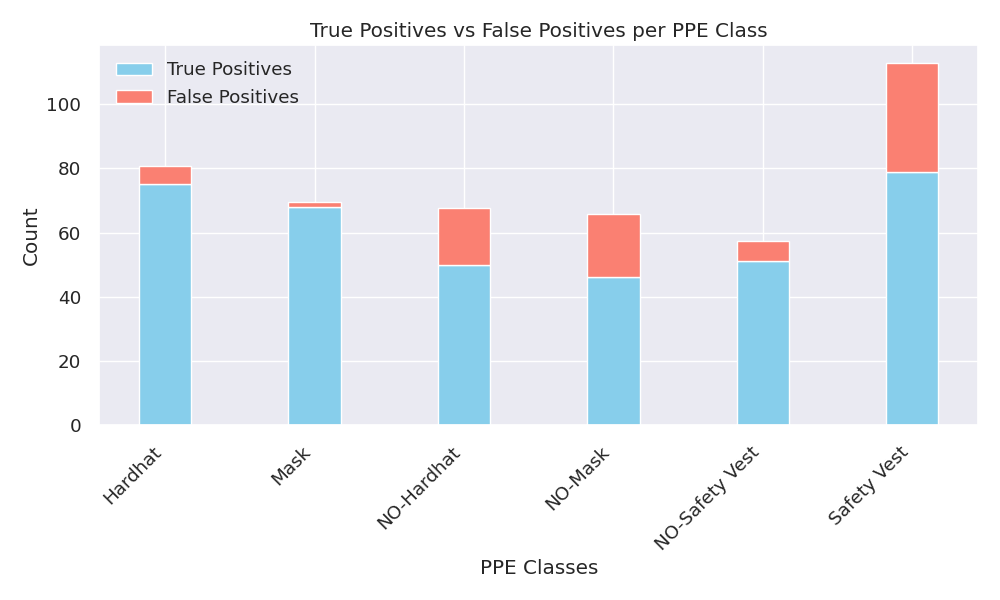 True Positives vs False Positives per PPE Class
True Positives
False Positives
100
80
60
40
20
0
Count
Hardhat
Mask
NO-Hardhat
NO-Mask
NO-Safety Vest
Safety Vest
PPE Classes